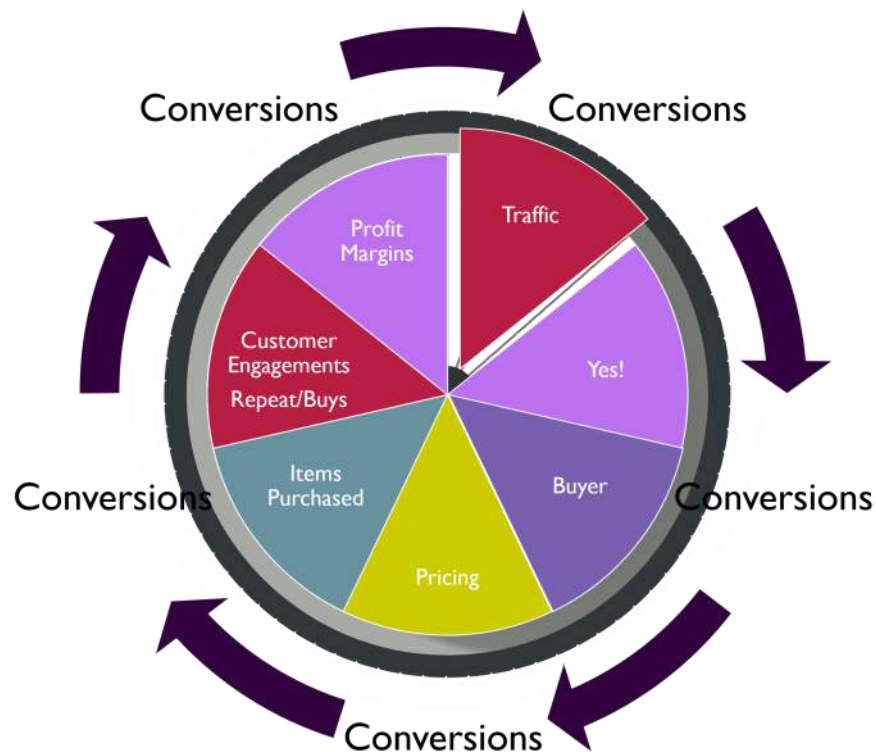 Conversions
Conversions
Traffic
Profit
Margins
Customer
Engagements
Repeat/Buys
Yes!
Items
Purchased
Buyer
Conversions
Conversions
Pricing
Conversions